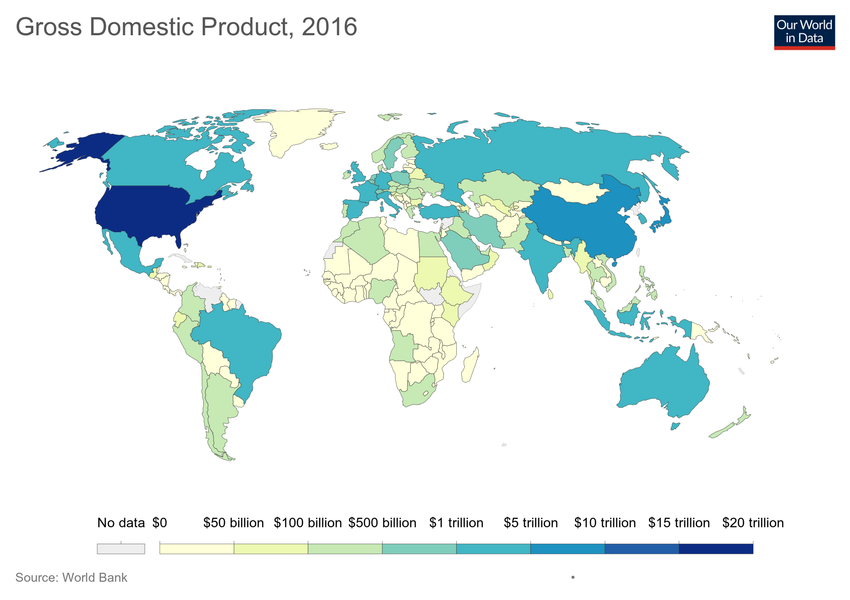 Gross Domestic Product, 2016
Our World
in Data
No data $0 $50 billion $100 billion $500 billion $1 trillion $5 trillion $10 trillion $15 trillion $20 trillion
Source: World Bank